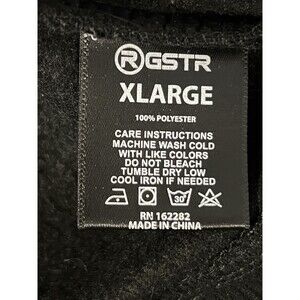 RGSTR
XLARGE
100% POLYESTER
CARE INSTRUCTIONS
MACHINE WASH COLD
WITH LIKE COLORS
DO NOT BLEACH
TUMBLE DRY LOW
COOL IRON IF NEEDED
30°
RN 162282
MADE IN CHINA